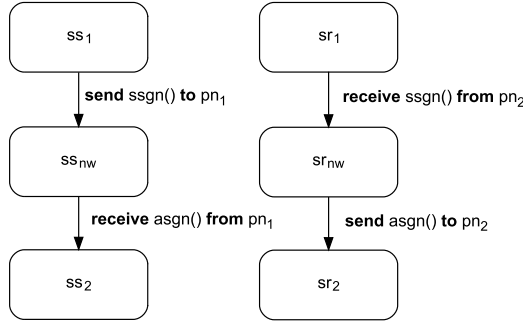 ss1 sr1
send ssgn() to pn1
receive ssgn() from pn2
ssnw srnw
receive asgn() from pn1
send asgn() to pn2
ss2 sr2